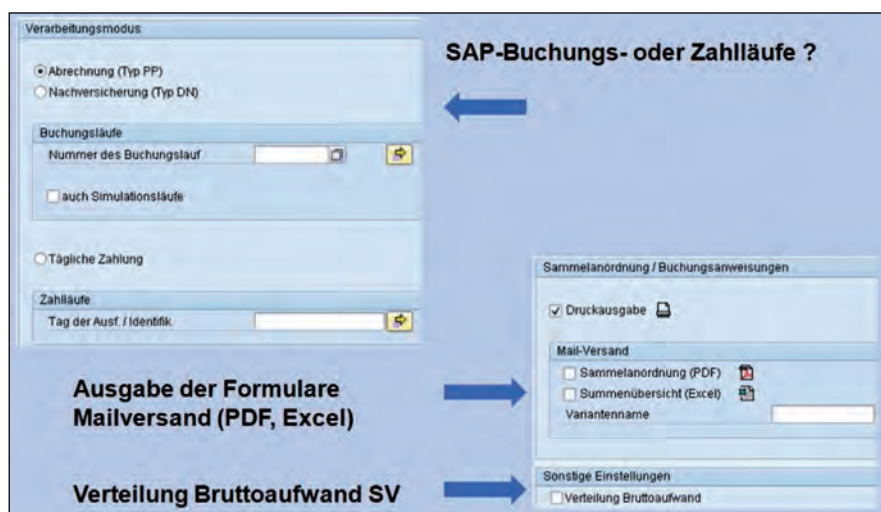 Verarbeitungsmodus
SAP-Buchungs- oder Zahlläufe ?
Abrechnung (Typ PP)
Nachversicherung (Typ DN)
Buchungsläufe
Nummer des Buchungslauf
auch Simulationsläufe
Tägliche Zahlung
Zahlläufe
Tag der Ausf. / Identifik.
Sammelanordnung / Buchungsanweisungen
Druckausgabe
Mail-Versand
Sammelanordnung (PDF)
Summenübersicht (Excel)
Variantenname
Ausgabe der Formulare
Mailversand (PDF, Excel)
Sonstige Einstellungen
Verteilung Bruttoaufwand
Verteilung Bruttoaufwand SV